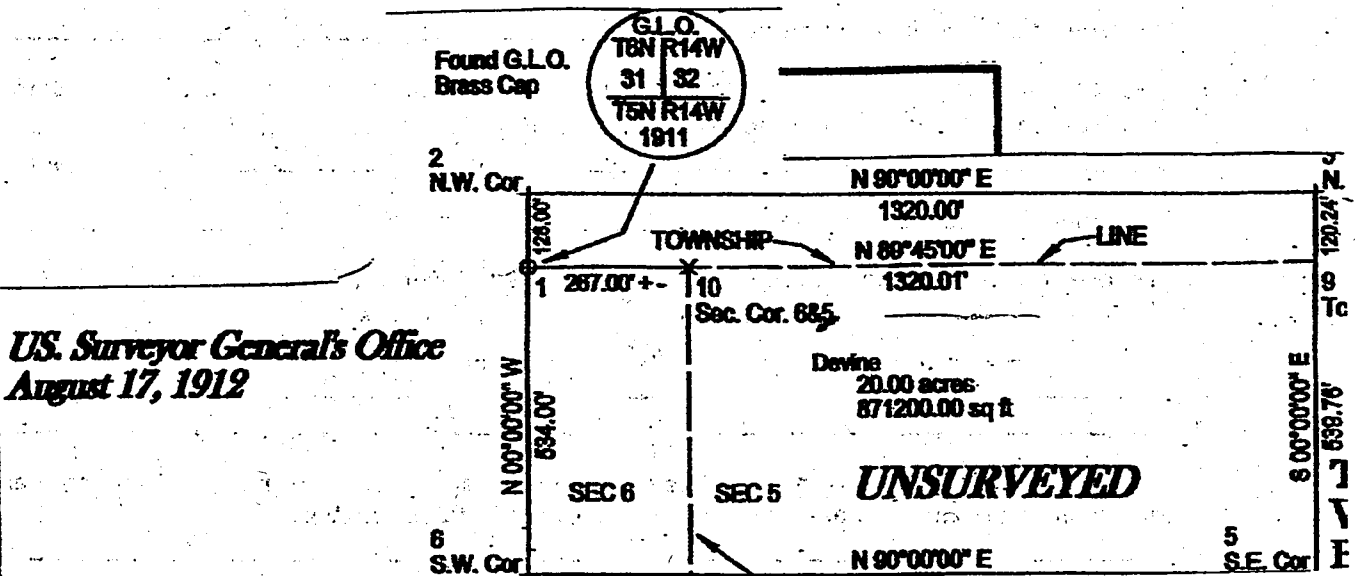 G.L.O.
T6N R14W
31 32
T5N R14W
1911
Found G.L.O.
Brass Cap
2
N.W. Cor
N 90°00'00" E
N.
1320.00'
126.00'
120.24'
TOWNSHIP
N 89°45'00" E
LINE
1
267.00' +-
10
1320.01'
9
Sec. Cor. 6&5
US. Surveyor General's Office
August 17, 1912
Devine
20.00 acres
871200.00 sq ft
N 00°00'00" W
534.00'
S 00°00'00" E
539.76'
SEC 6
SEC 5
UNSURVEYED
6
S.W. Cor
N 90°00'00" E
5
S.E. Cor